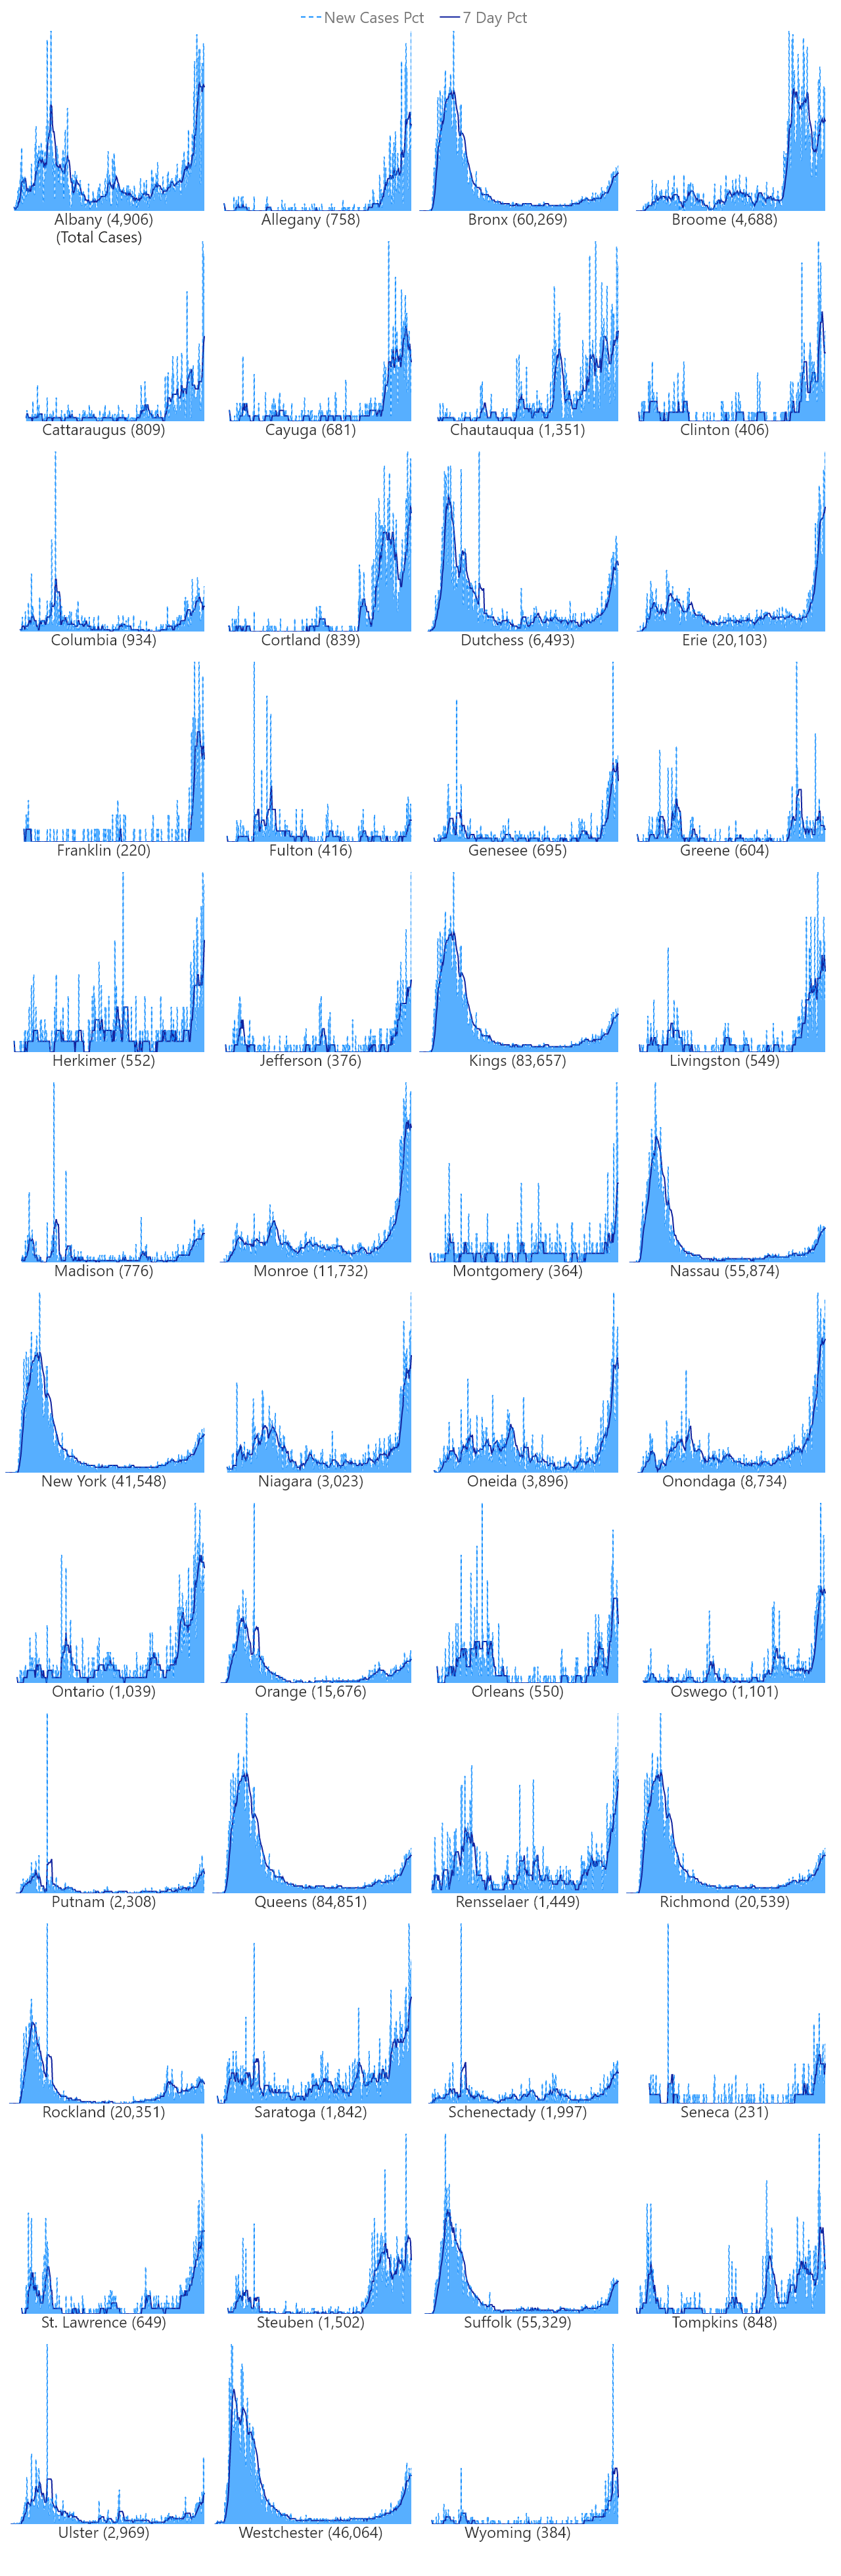 New Cases Pct 7 Day Pct
Albany (4,906) Allegany (758) Bronx (60,269) Broome (4,688)
(Total Cases)
Cattaraugus (809) Cayuga (681) Chautauqua (1,351) Clinton (406)
Columbia (934) Cortland (839) Dutchess (6,493) Erie (20,103)
Franklin (220) Fulton (416) Genesee (695) Greene (604)
Herkimer (552) Jefferson (376) Kings (83,657) Livingston (549)
Madison (776) Monroe (11,732) Montgomery (364) Nassau (55,874)
New York (41,548) Niagara (3,023) Oneida (3,896) Onondaga (8,734)
Ontario (1,039) Orange (15,676) Orleans (550) Oswego (1,101)
Putnam (2,308) Queens (84,851) Rensselaer (1,449) Richmond (20,539)
Rockland (20,351) Saratoga (1,842) Schenectady (1,997) Seneca (231)
St. Lawrence (649) Steuben (1,502) Suffolk (55,329) Tompkins (848)
Ulster (2,969) Westchester (46,064) Wyoming (384)